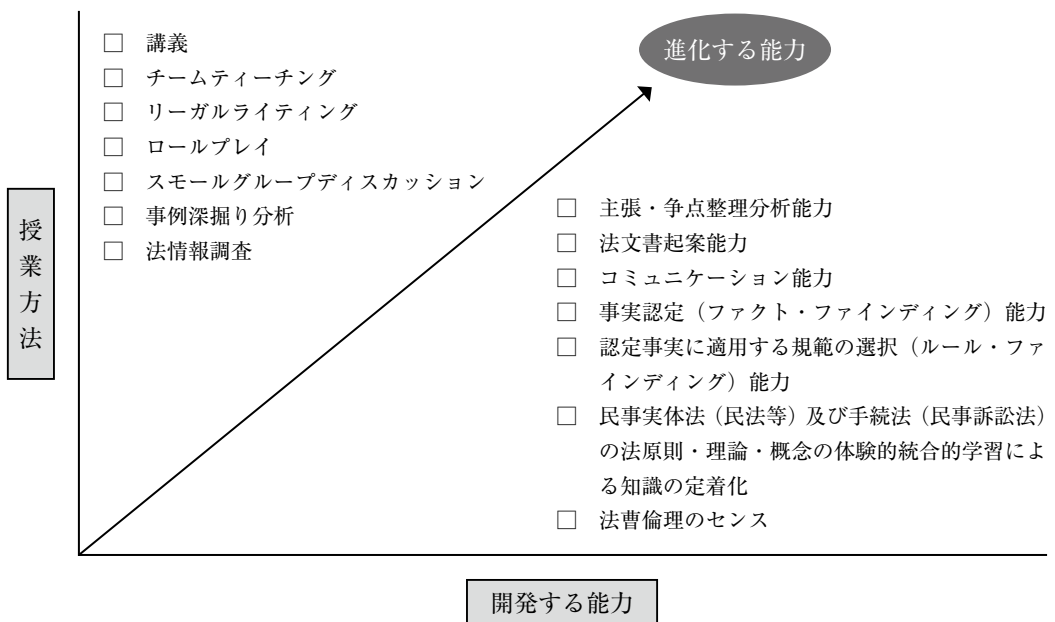 □ 講義
□ チームティーチング
□ リーガルライティング
□ ロールプレイ
□ スモールグループディスカッション
□ 事例深掘り分析
□ 法情報調査
進化する能力
授業方法
□ 主張・争点整理分析能力
□ 法文書起案能力
□ コミュニケーション能力
□ 事実認定（ファクト・ファインディング）能力
□ 認定事実に適用する規範の選択（ルール・ファ
インディング）能力
□ 民事実体法（民法等）及び手続法（民事訴訟法）
の法原則・理論・概念の体験的統合的学習によ
る知識の定着化
□ 法曹倫理のセンス
開発する能力